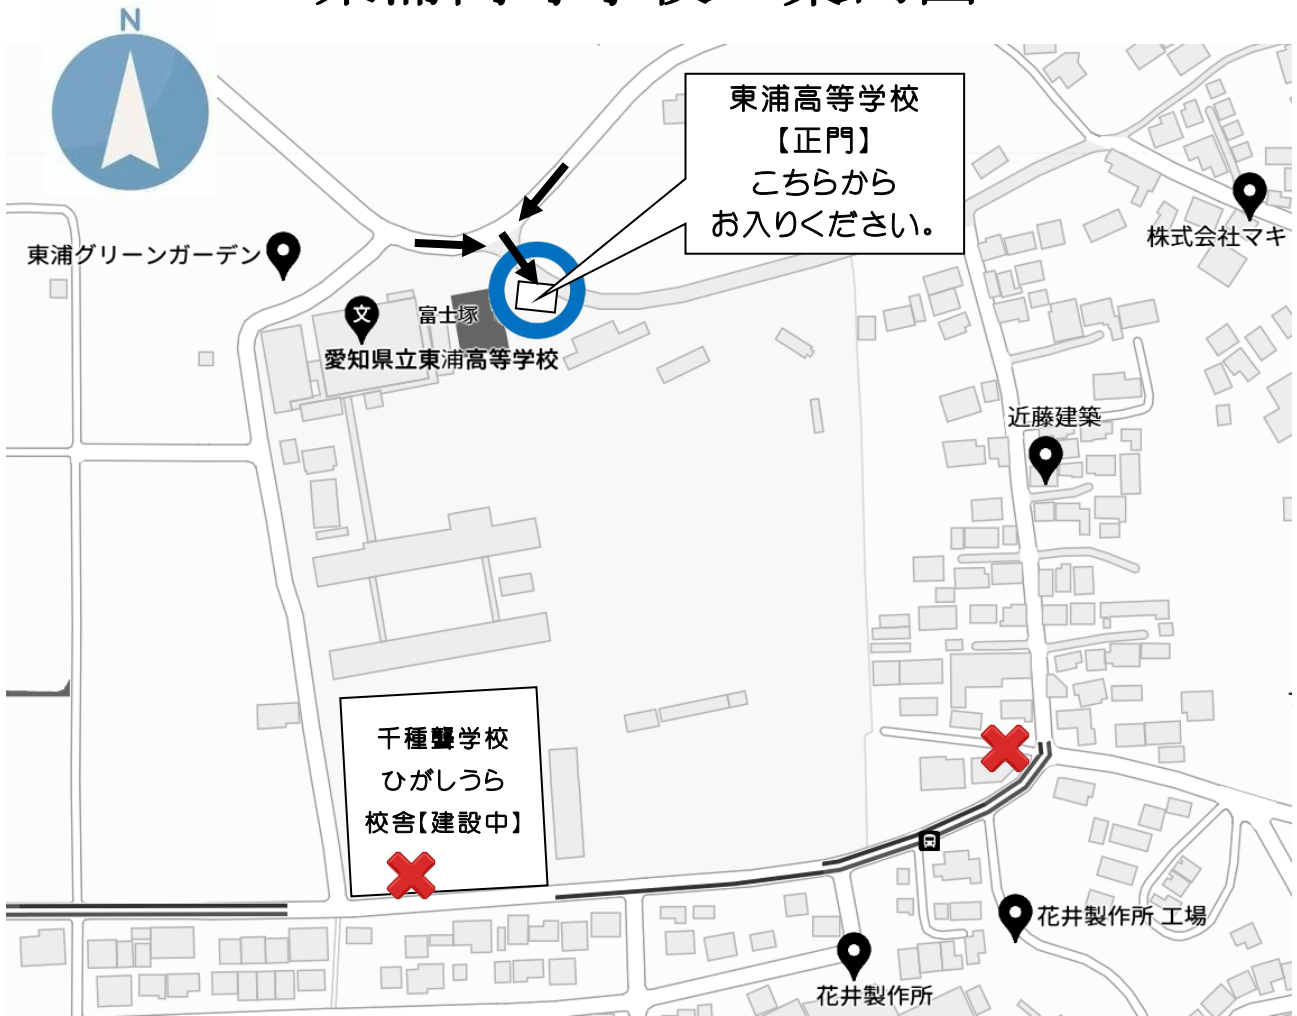 N
東浦高等学校
【正門】
こちらから
お入りください。
株式会社マキ
東浦グリーンガーデン
文
富士塚
愛知県立東浦高等学校
近藤建築
千種聾学校
ひがしうら
校舎【建設中】
花井製作所 工場
花井製作所